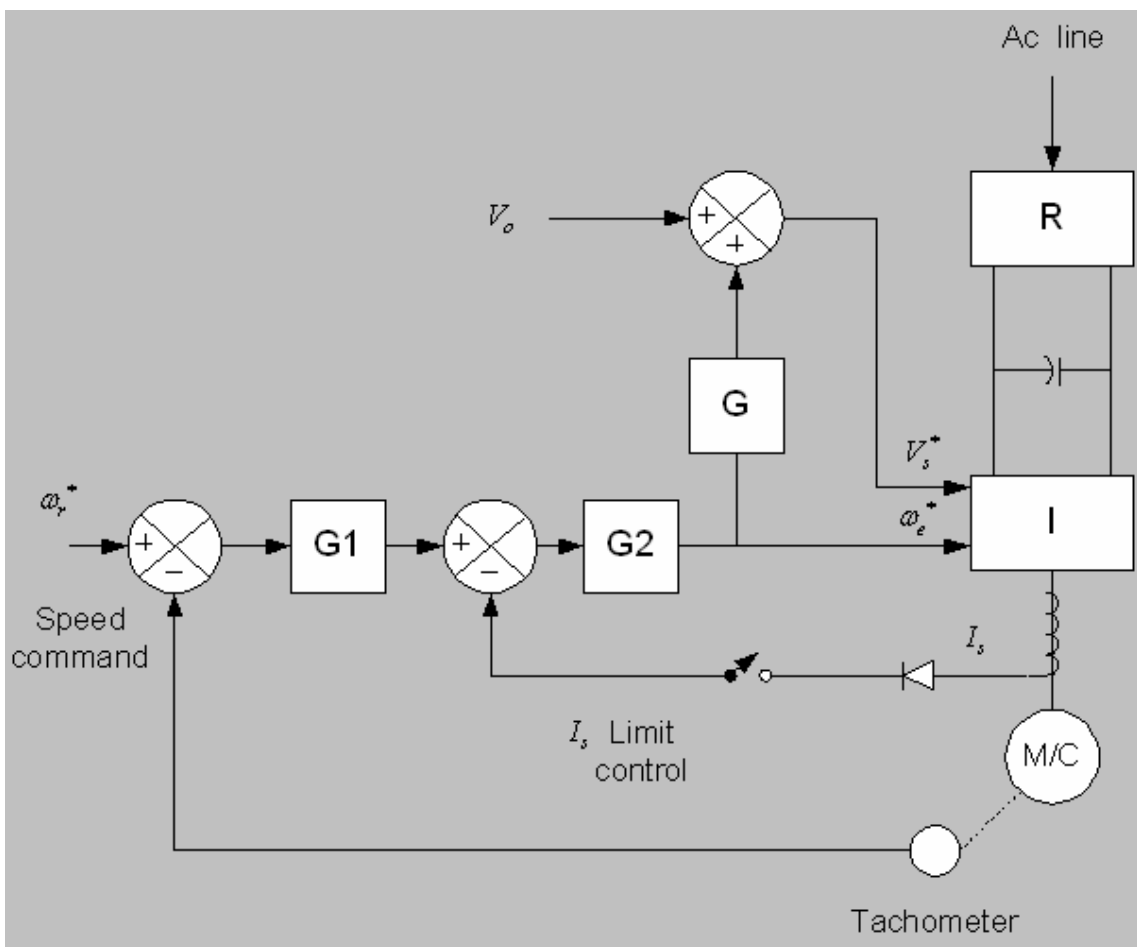 Ac line
R
V_o
+
+
G
V_s^*
ω_r^*
ω_e^*
+
−
G1
+
−
G2
I
Speed
command
I_s
I_s Limit
control
M/C
Tachometer